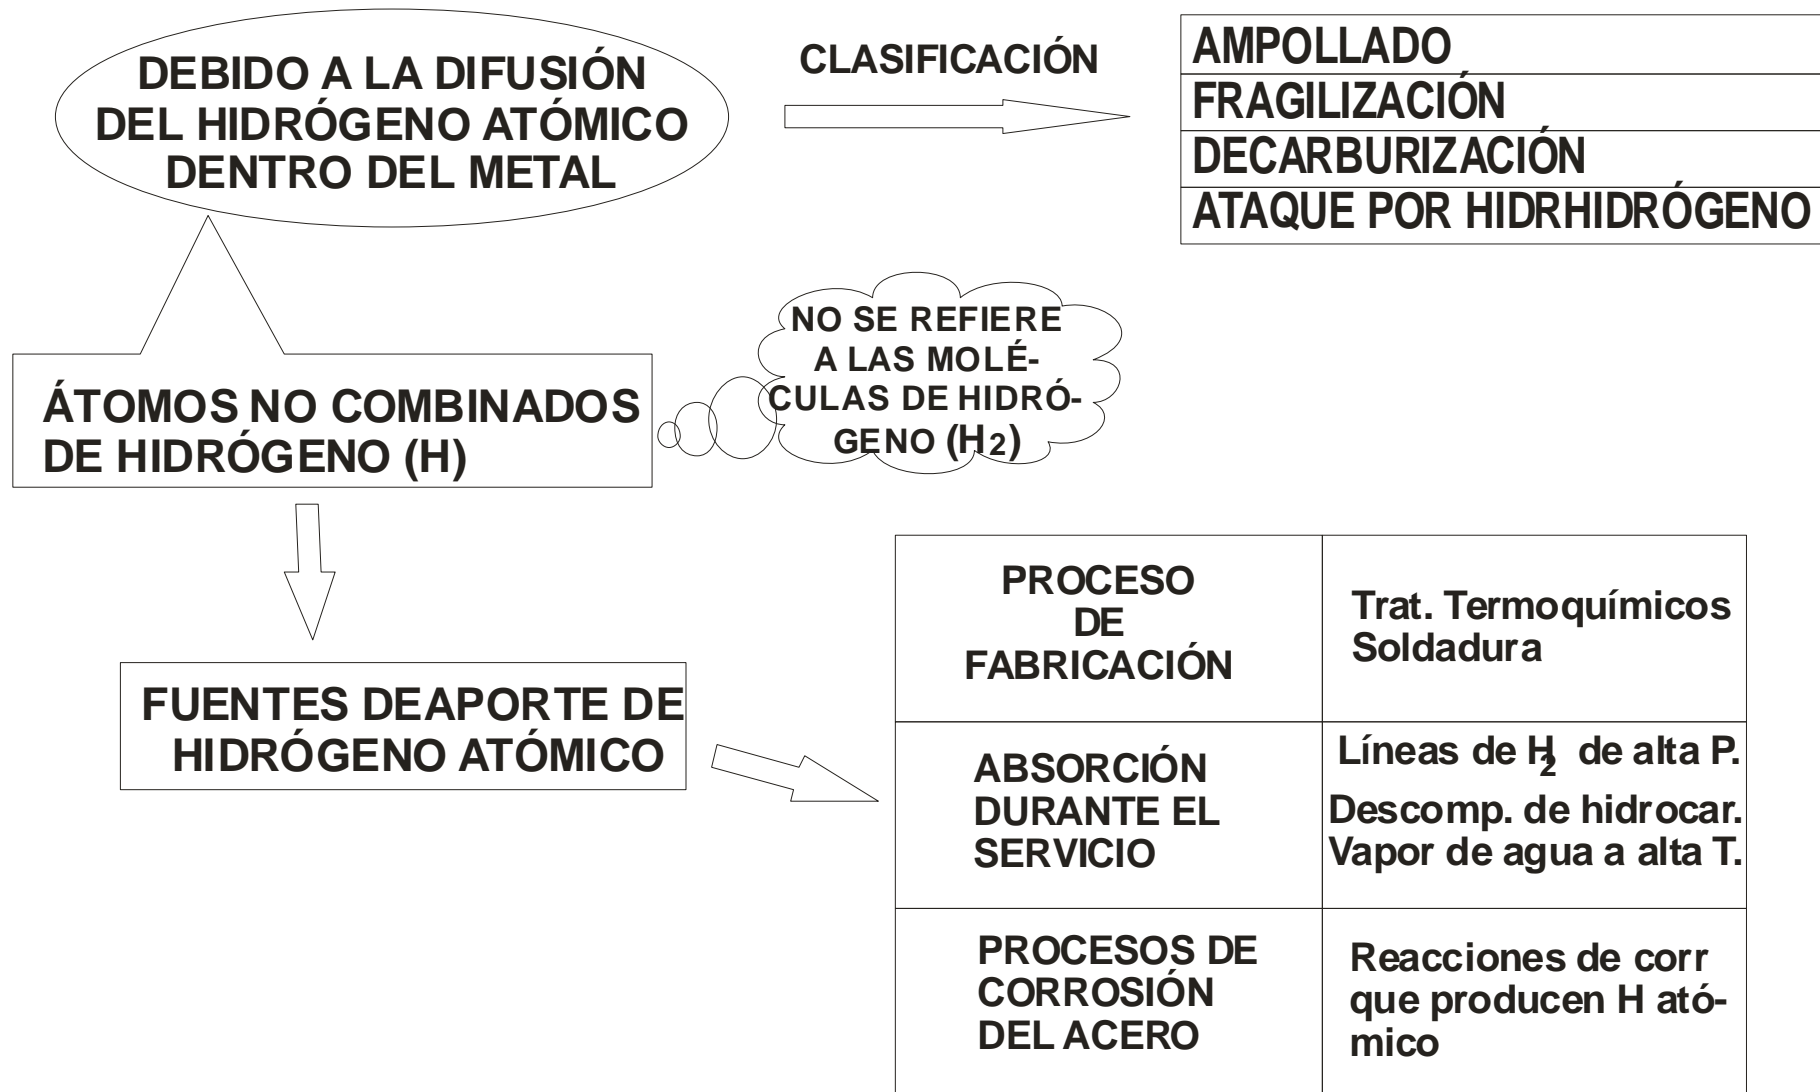 DEBIDO A LA DIFUSIÓN
DEL HIDRÓGENO ATÓMICO
DENTRO DEL METAL
CLASIFICACIÓN
AMPOLLADO
FRAGILIZACIÓN
DECARBURIZACIÓN
ATAQUE POR HIDRHIDRÓGENO
ÁTOMOS NO COMBINADOS
DE HIDRÓGENO (H)
NO SE REFIERE
A LAS MOLÉ-
CULAS DE HIDRÓ-
GENO (H2)
FUENTES DEAPORTE DE
HIDRÓGENO ATÓMICO
PROCESO
DE
FABRICACIÓN
Trat. Termoquímicos
Soldadura
ABSORCIÓN
DURANTE EL
SERVICIO
Líneas de H2 de alta P.
Descomp. de hidrocar.
Vapor de agua a alta T.
PROCESOS DE
CORROSIÓN
DEL ACERO
Reacciones de corr
que producen H ató-
mico